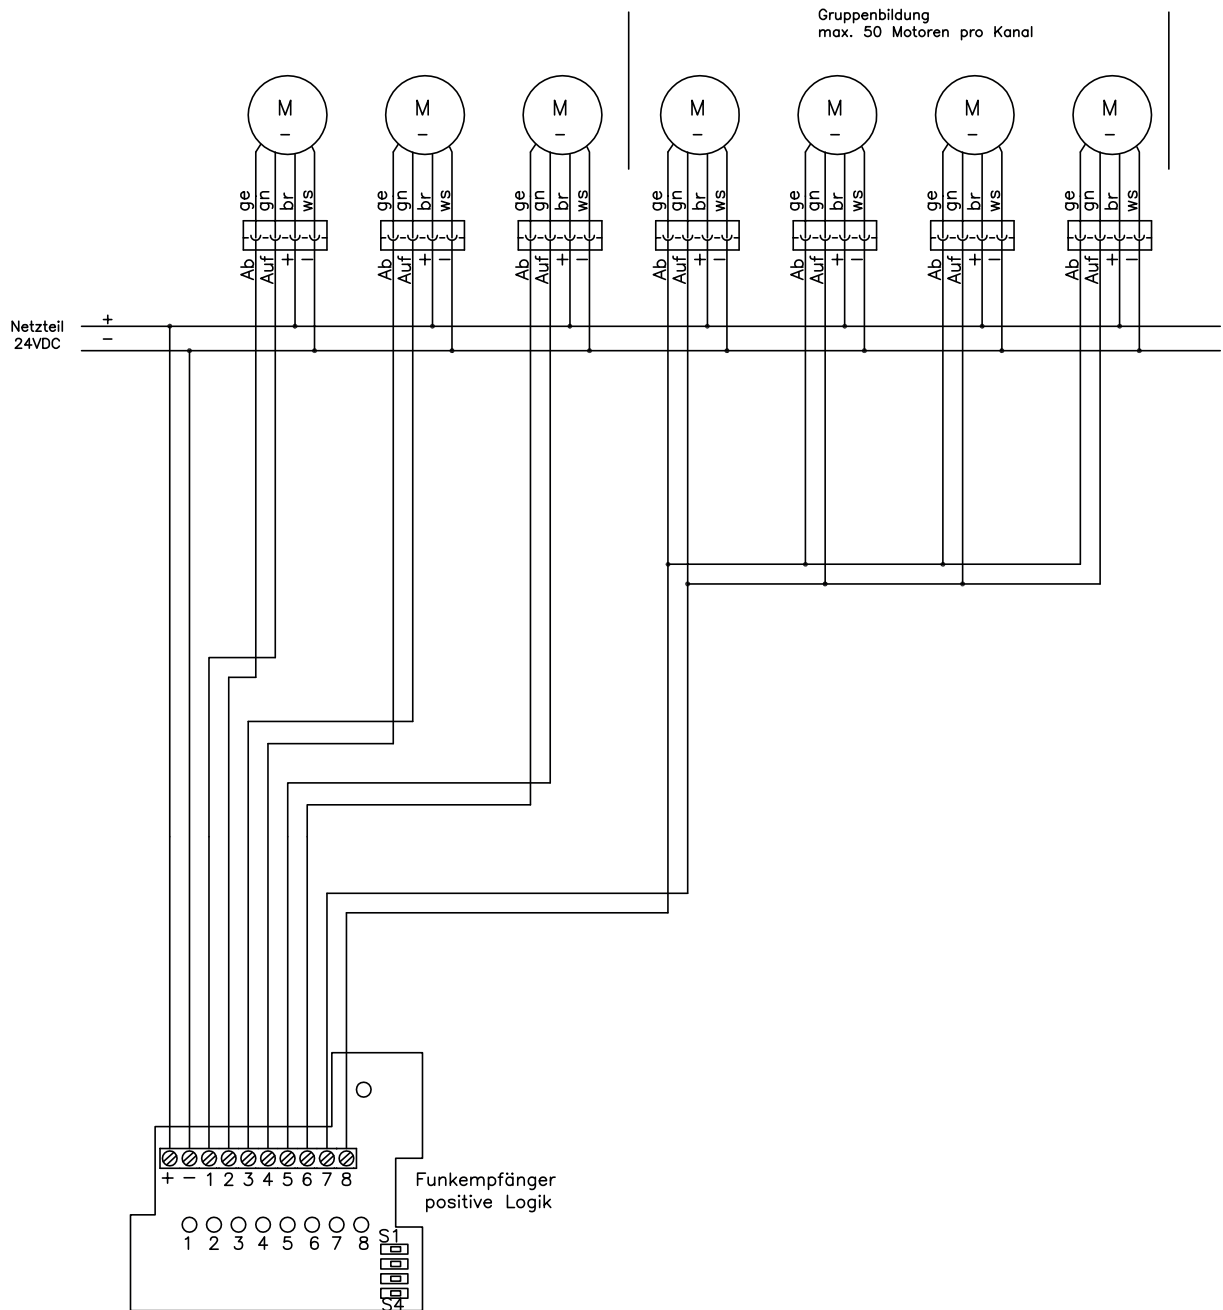 Gruppenbildung
max. 50 Motoren pro Kanal
M M M M M M M
– – – – – – –
ge gn br ws ge gn br ws ge gn br ws ge gn br ws ge gn br ws ge gn br ws ge gn br ws
Ab Auf + – Ab Auf + – Ab Auf + – Ab Auf + – Ab Auf + – Ab Auf + – Ab Auf + –
Netzteil +
24VDC –
+ – 1 2 3 4 5 6 7 8
Funkempfänger
positive Logik
1 2 3 4 5 6 7 8
S1
S4